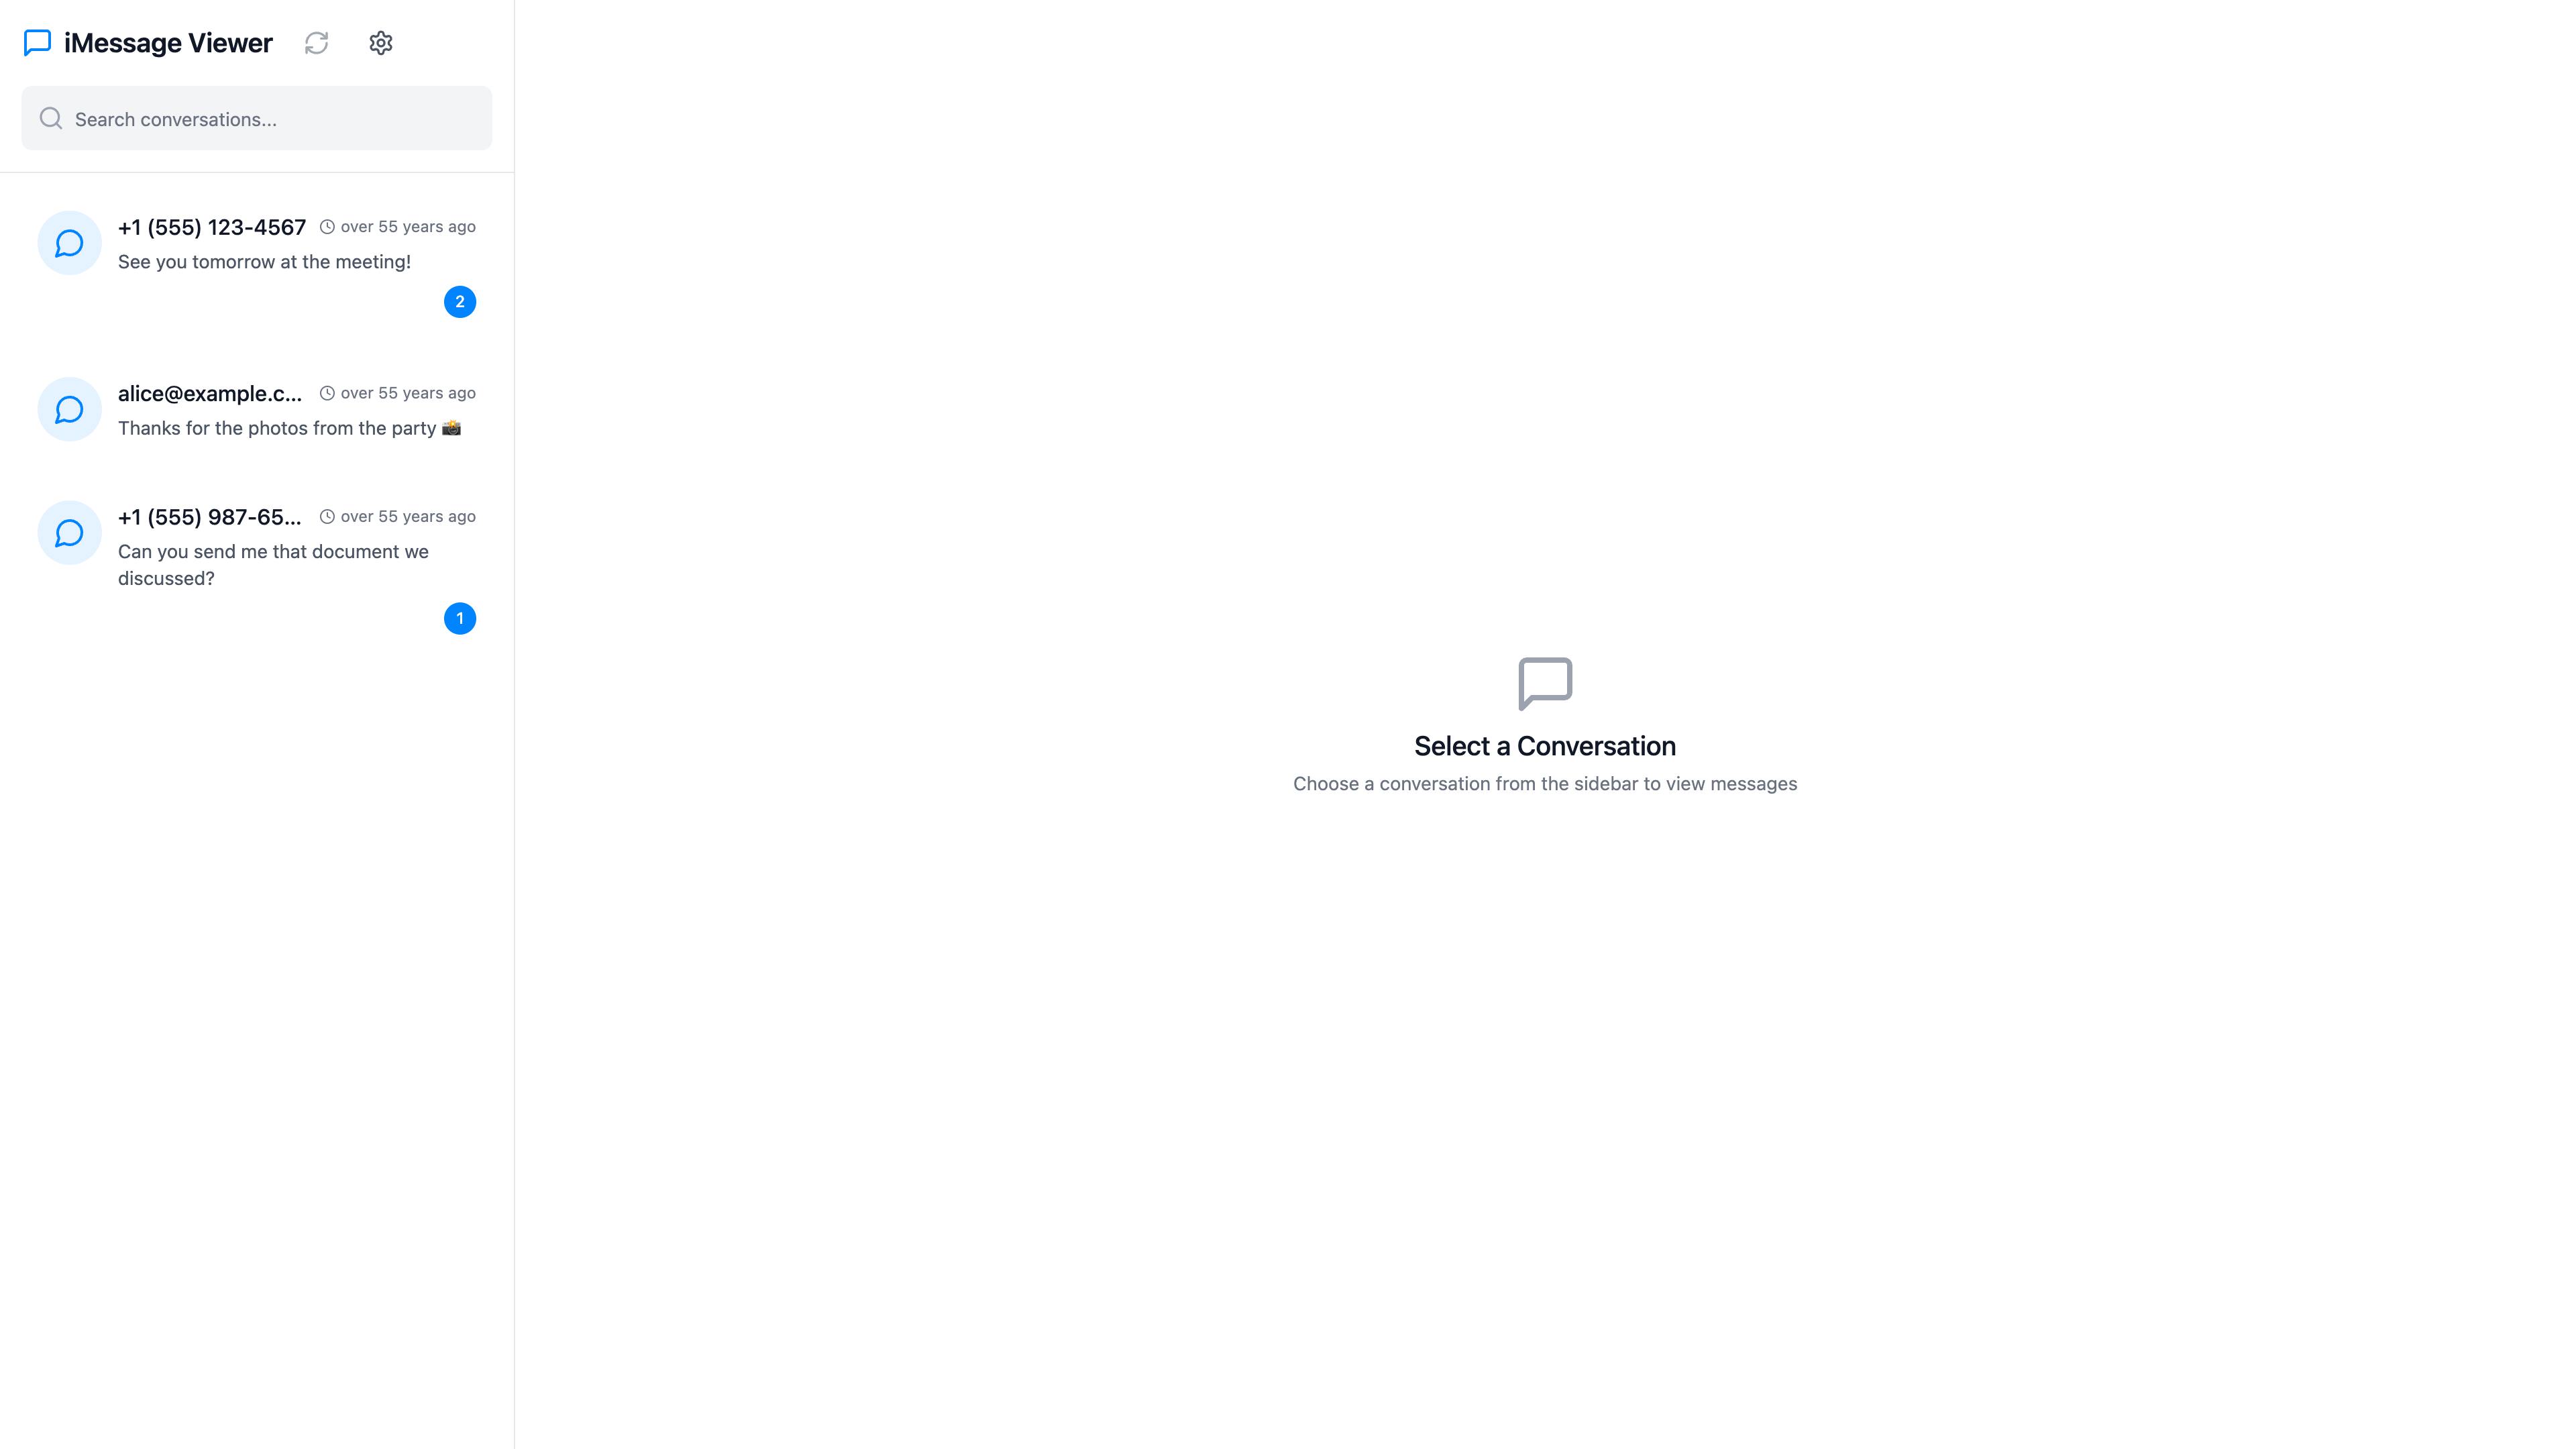 iMessage Viewer
Search conversations...
+1 (555) 123-4567 over 55 years ago
See you tomorrow at the meeting!
2
alice@example.c... over 55 years ago
Thanks for the photos from the party 📸
+1 (555) 987-65... over 55 years ago
Can you send me that document we
discussed?
1
Select a Conversation
Choose a conversation from the sidebar to view messages